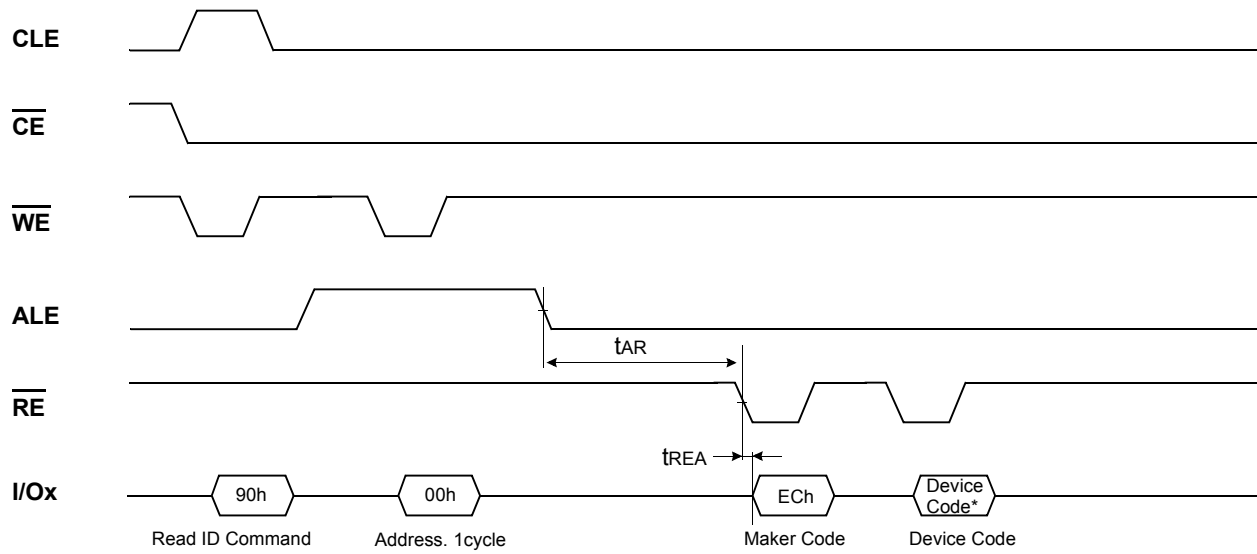 CLE
CE
WE
ALE
tAR
RE
tREA
I/Ox
90h
00h
ECh
Device
Code*
Read ID Command
Address. 1cycle
Maker Code
Device Code